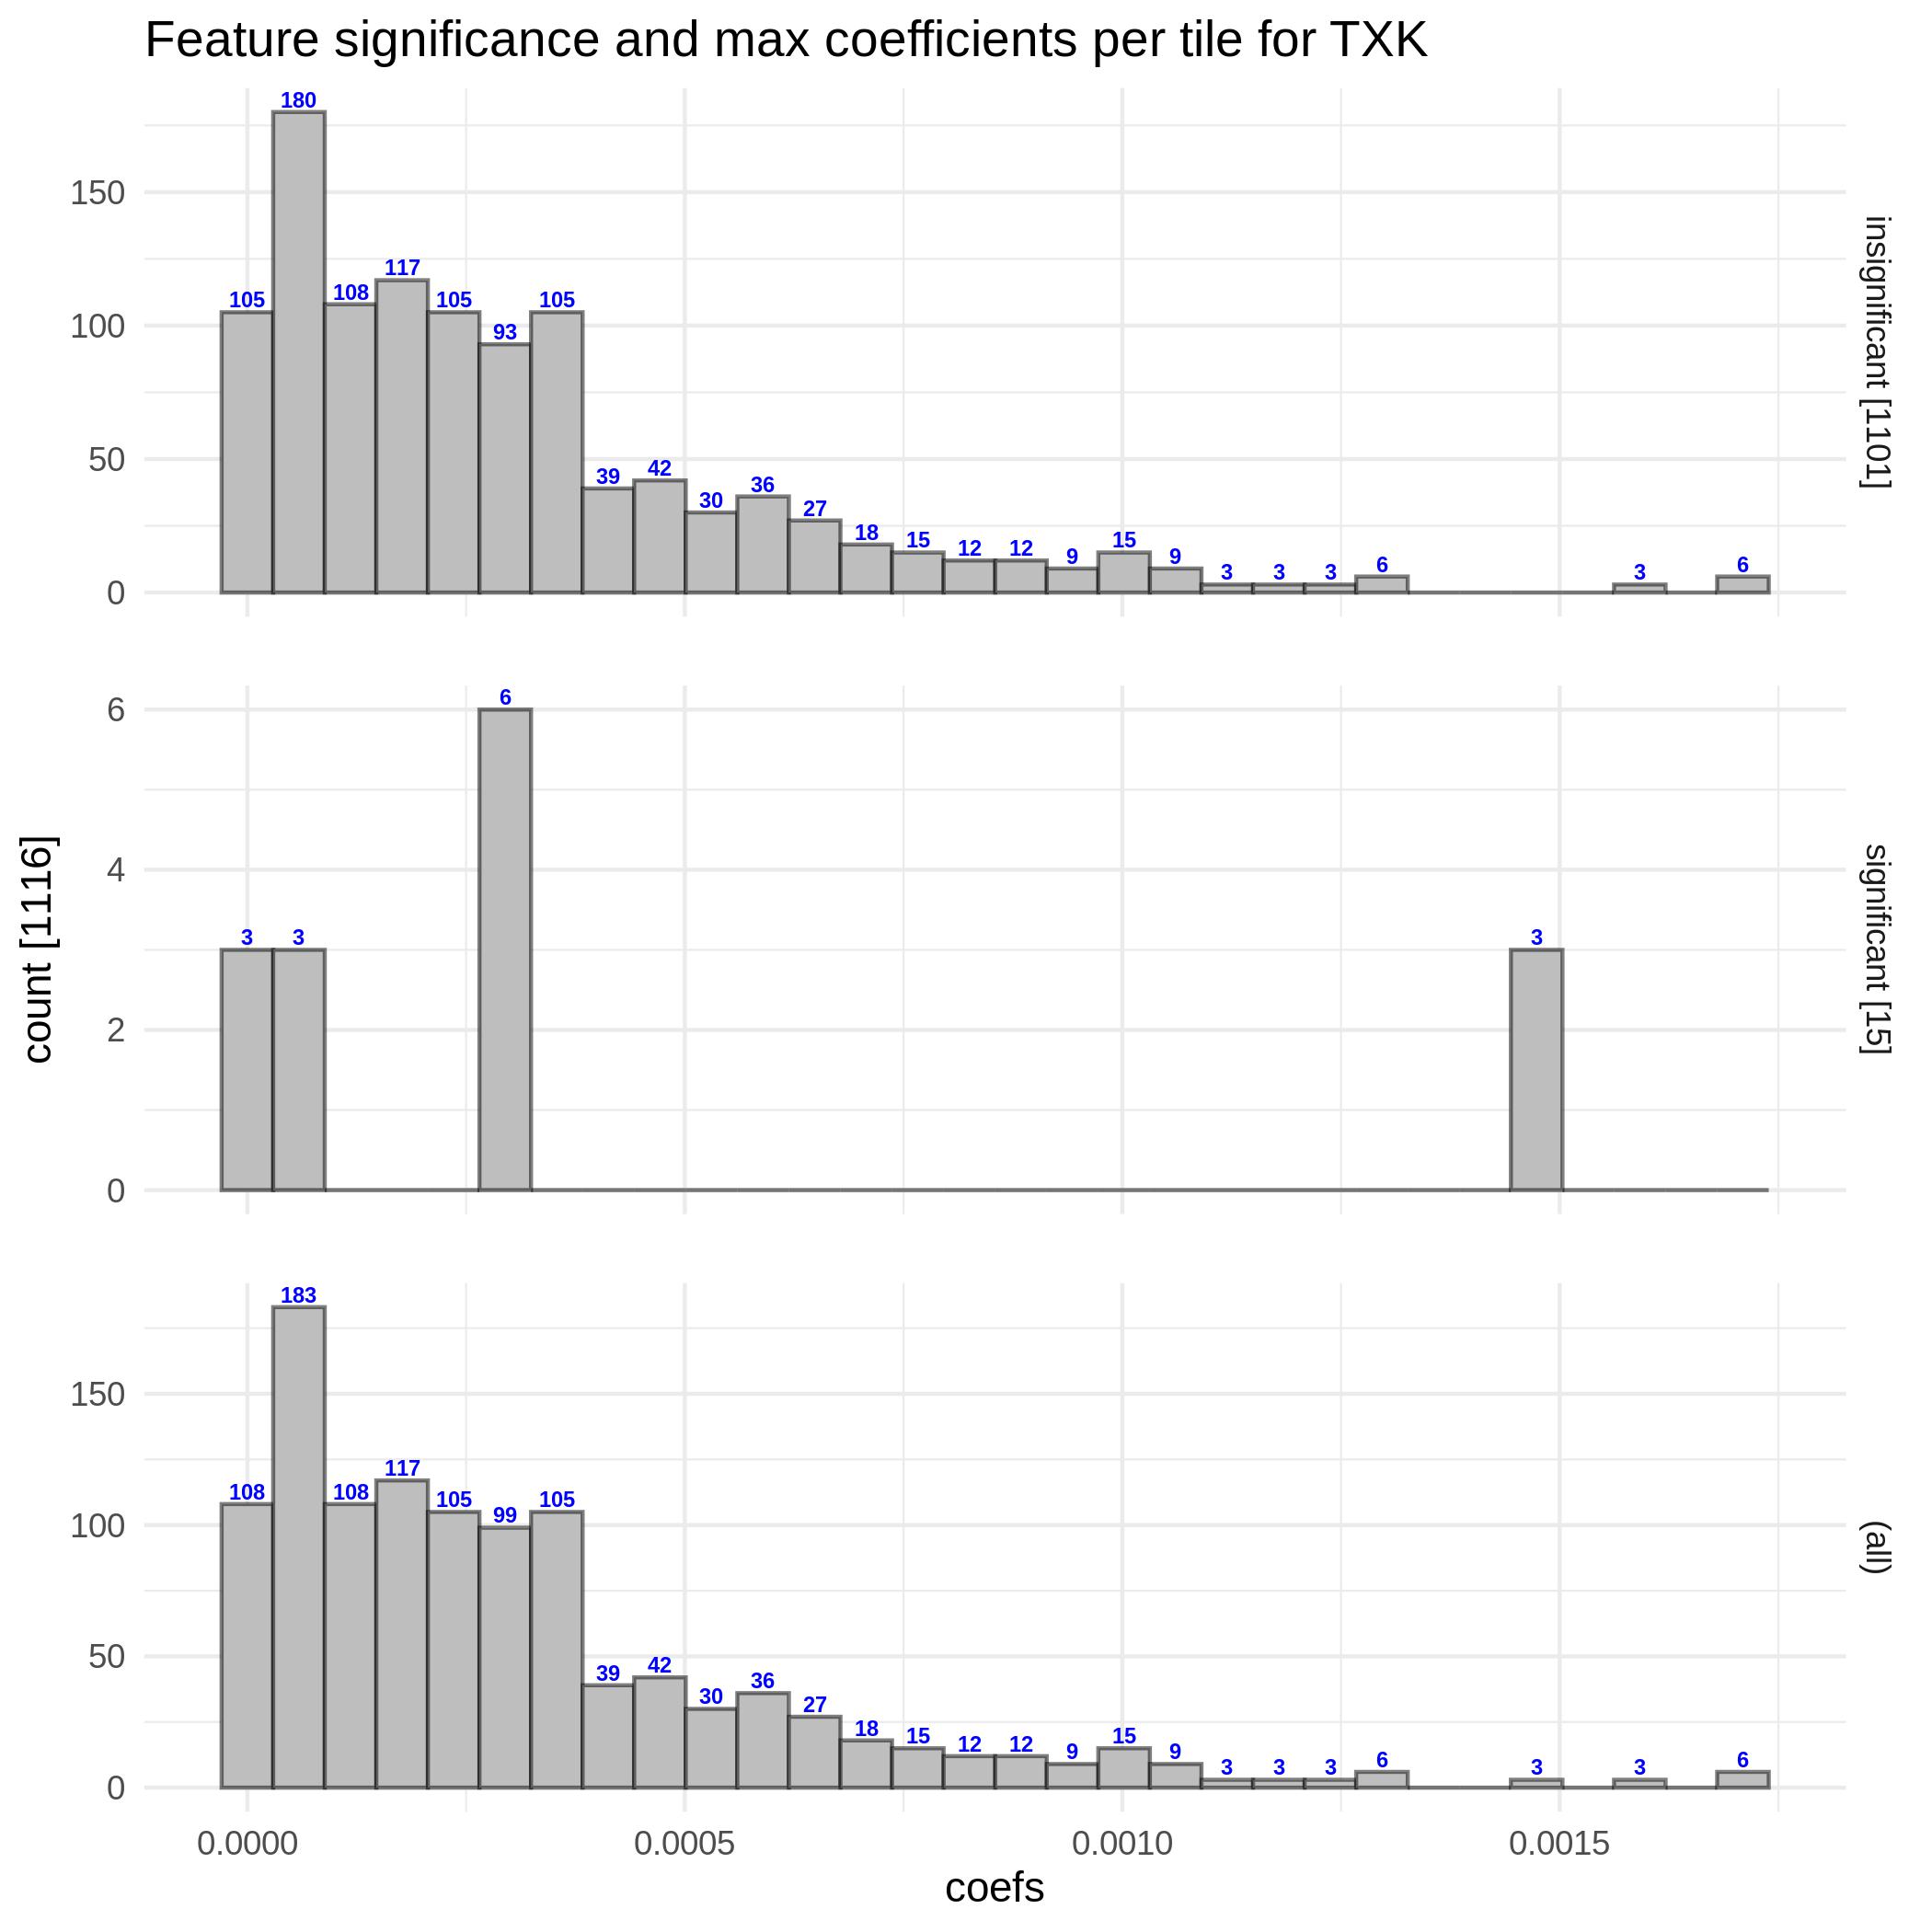 Feature significance and max coefficients per tile for TXK
180
150
117
105 108 105 105
100
93
50
39 42 30 36 27 18 15 12 12 9 15 9 3 3 3 6 3 6
0
insignificant [1101]
6
6
4
3 3 3
2
0
significant [15]
count [1116]
183
150
117
108 108 105 99 105
100
50
39 42 30 36 27 18 15 12 12 9 15 9 3 3 3 6 3 3 6
0
(all)
0.0000 0.0005 0.0010 0.0015
coefs